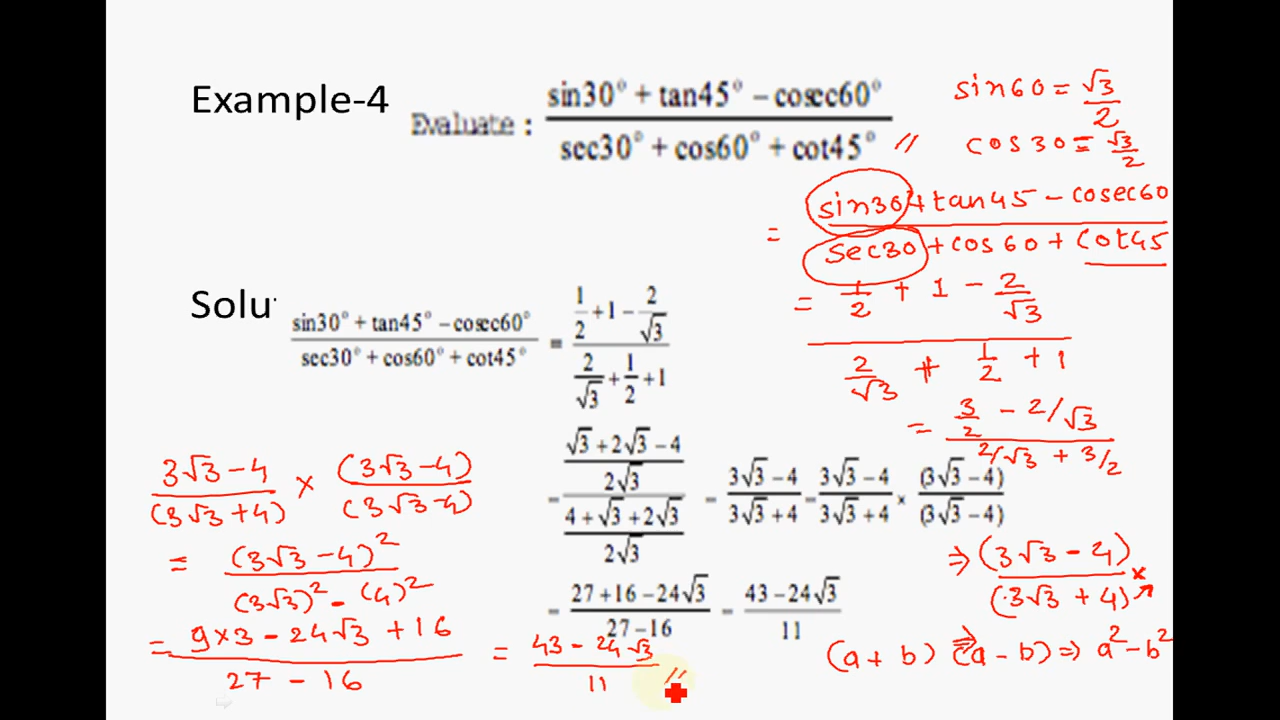 Example-4
Evaluate : (sin30° + tan45° − cosec60°)/(sec30° + cos60° + cot45°) //
sin60 = √3/2
cos30 = √3/2
= (sin30 + tan45 − cosec60)/(sec30 + cos60 + cot45)
= (1/2 + 1 − 2/√3)/(2/√3 + 1/2 + 1)
= (3/2 − 2/√3)/(2/√3 + 3/2)
Solu
(sin30° + tan45° − cosec60°)/(sec30° + cos60° + cot45°) = (1/2 + 1 − 2/√3)/(2/√3 + 1/2 + 1)
= ((√3 + 2√3 − 4)/2√3)/((4 + √3 + 2√3)/2√3) = (3√3 − 4)/(3√3 + 4) = (3√3 − 4)/(3√3 + 4) × (3√3 − 4)/(3√3 − 4)
= (27 + 16 − 24√3)/(27 − 16) = (43 − 24√3)/11
(3√3 − 4)/(3√3 + 4) × (3√3 − 4)/(3√3 − 4)
= (3√3 − 4)²/((3√3)² − (4)²)
= (9×3 − 24√3 + 16)/(27 − 16) = (43 − 24√3)/11 //
⇒ (3√3 − 4)/(3√3 + 4) ×
(a + b) (a − b) ⇒ a² − b²